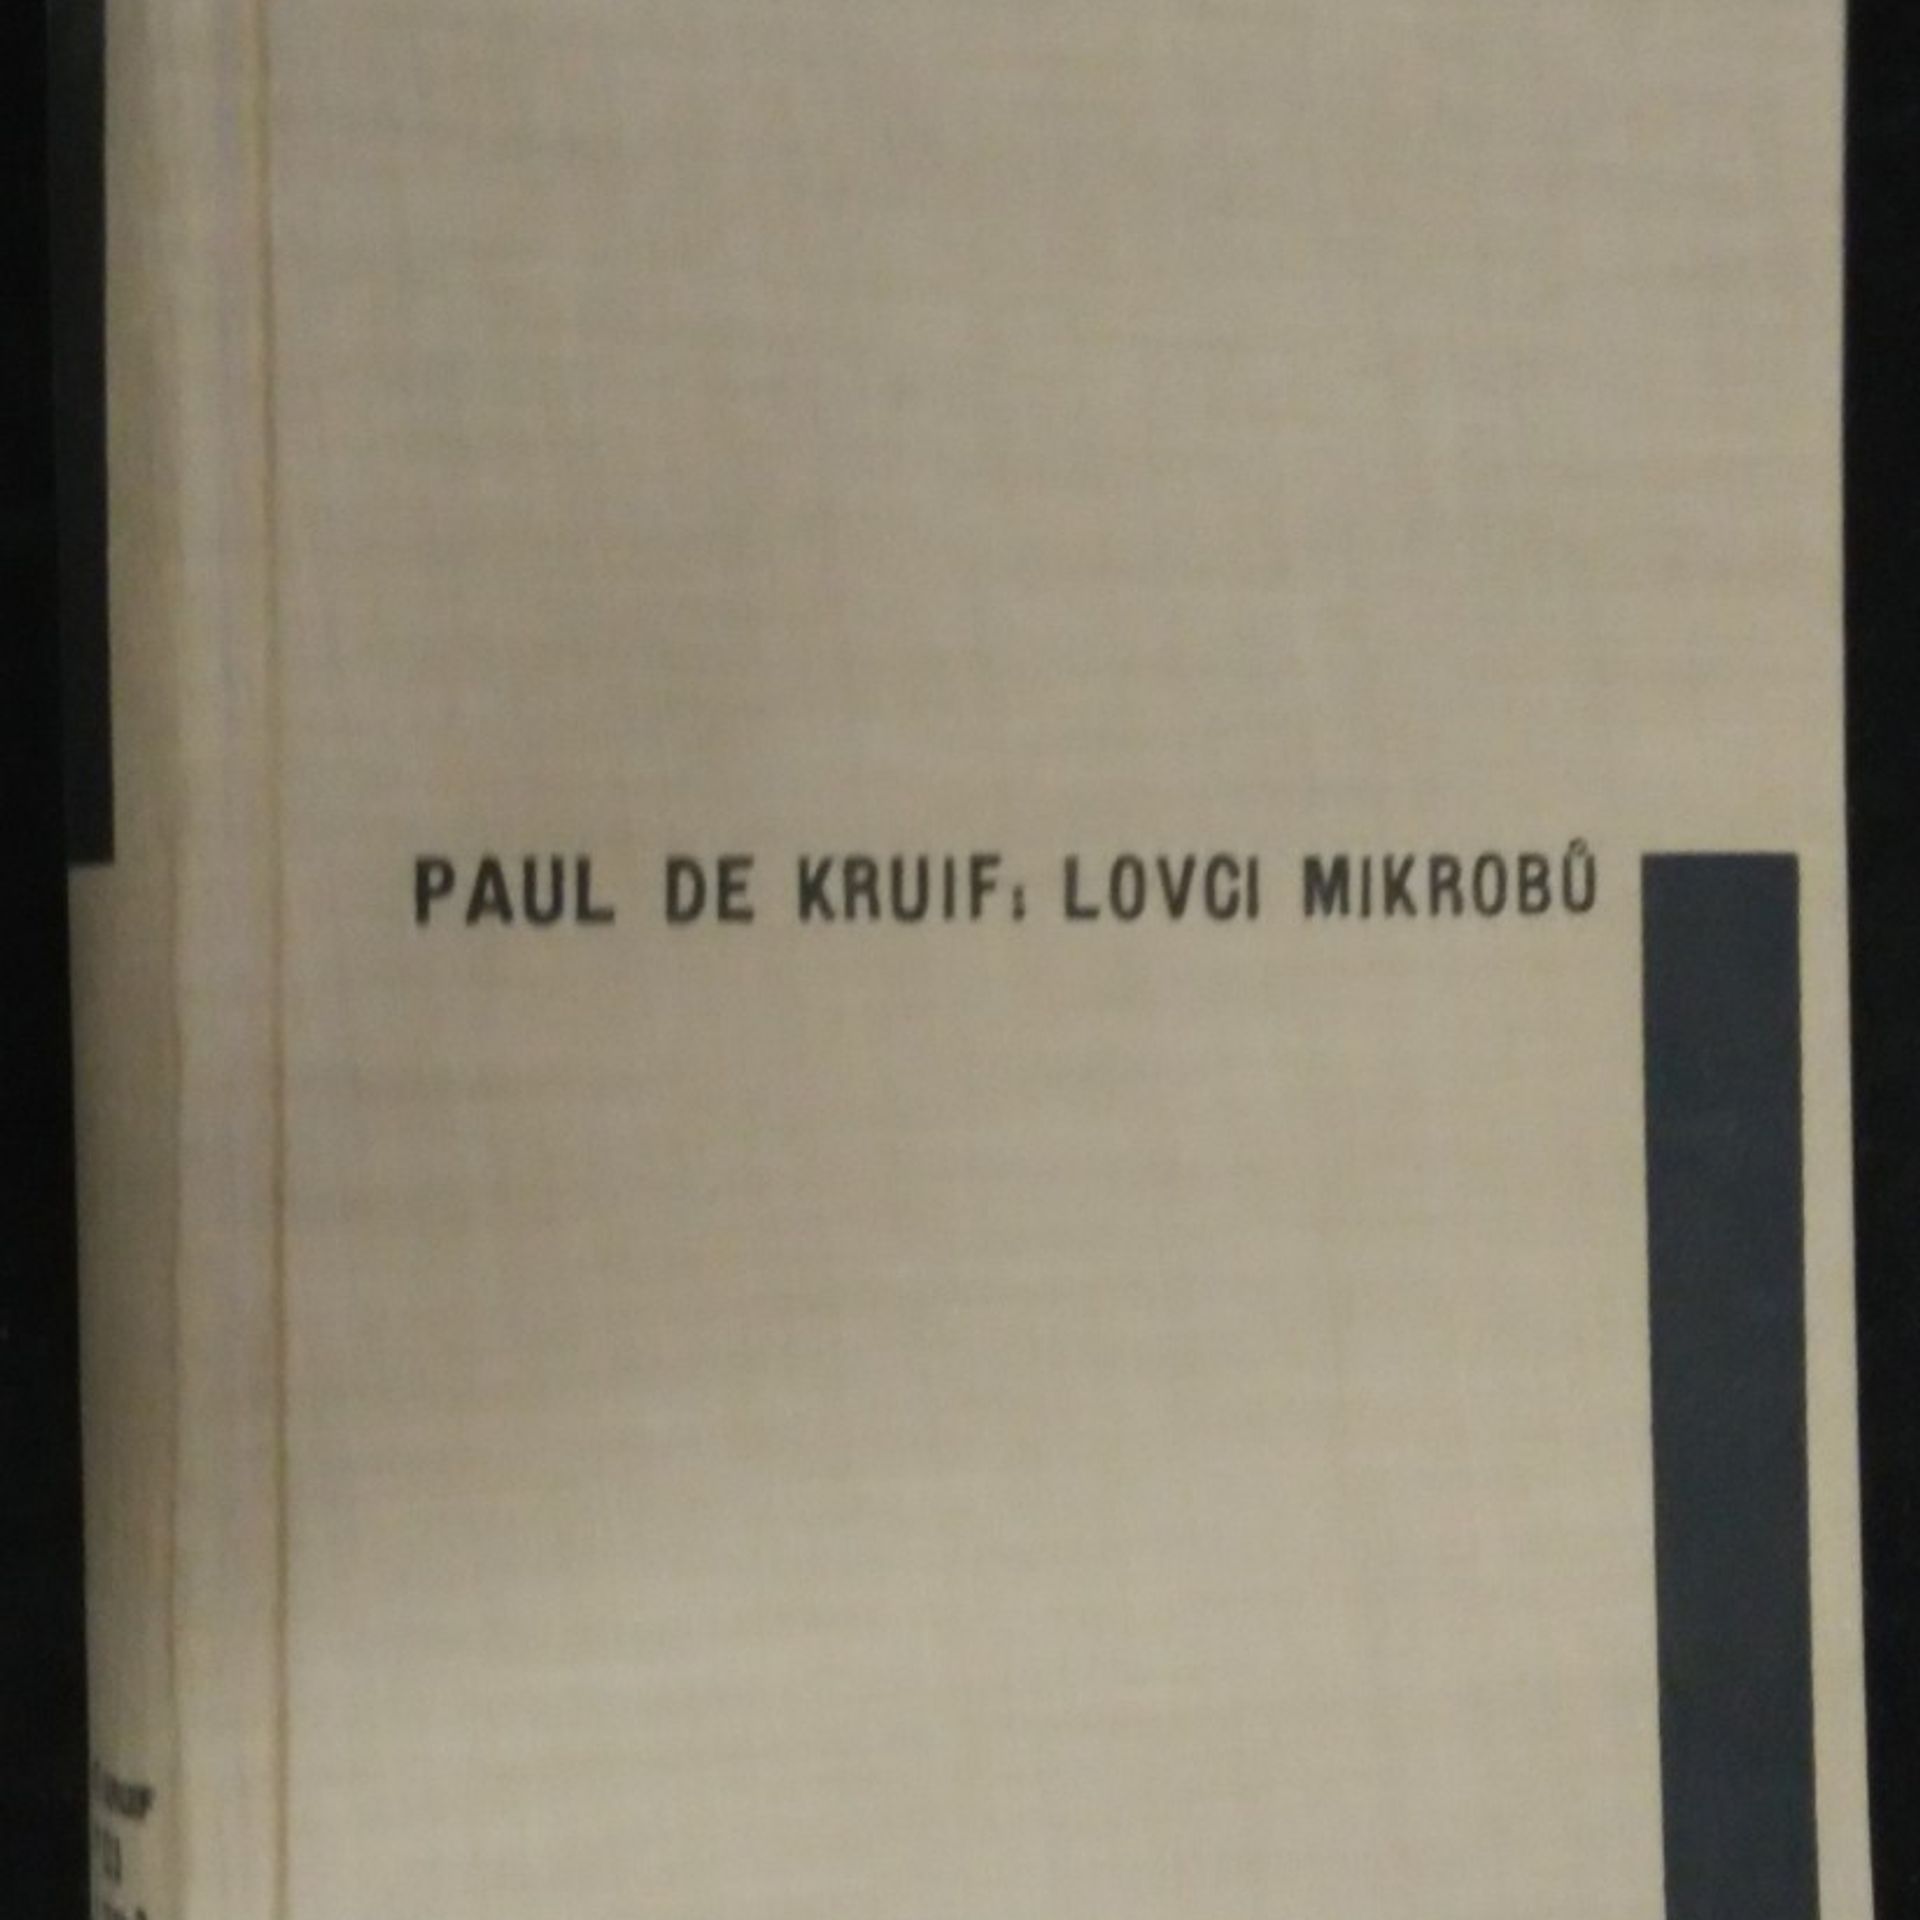 PAUL DE KRUIF: LOVCI MIKROBŮ